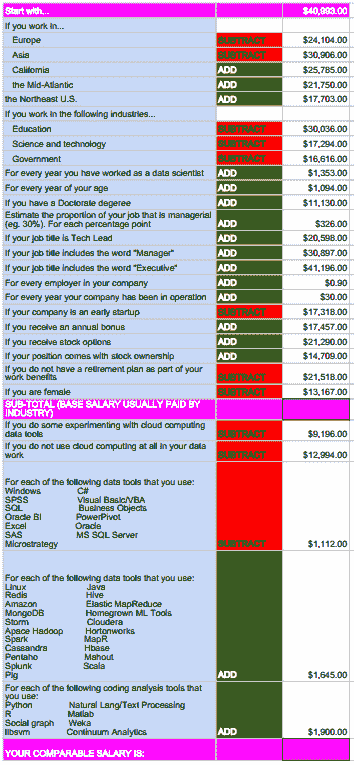 Start with... $40,993.00
If you work in...
Europe SUBTRACT $24,104.00
Asia SUBTRACT $30,906.00
California ADD $25,785.00
the Mid-Atlantic ADD $21,750.00
the Northeast U.S. ADD $17,703.00
If you work in the following industries...
Education SUBTRACT $30,036.00
Science and technology SUBTRACT $17,294.00
Government SUBTRACT $16,616.00
For every year you have worked as a data scientist ADD $1,353.00
For every year of your age ADD $1,094.00
If you have a Doctorate degeree ADD $11,130.00
Estimate the proportion of your job that is managerial
(eg. 30%). For each percentage point ADD $326.00
If your job title is Tech Lead ADD $20,598.00
If your job title includes the word "Manager" ADD $30,897.00
If your job title includes the word "Executive" ADD $41,196.00
For every employer in your company ADD $0.90
For every year your company has been in operation ADD $30.00
If your company is an early startup SUBTRACT $17,318.00
If you receive an annual bonus ADD $17,457.00
If you receive stock options ADD $21,290.00
If your position comes with stock ownership ADD $14,709.00
If you do not have a retirement plan as part of your
work benefits SUBTRACT $21,518.00
If you are female SUBTRACT $13,167.00
SUB-TOTAL (BASE SALARY USUALLY PAID BY
INDUSTRY)
If you do some experimenting with cloud computing
data tools SUBTRACT $9,196.00
If you do not use cloud computing at all in your data
work SUBTRACT $12,994.00
For each of the following data tools that you use:
Windows C#
SPSS Visual Basic/VBA
SQL Business Objects
Oracle BI PowerPivot
Excel Oracle
SAS MS SQL Server
Microstrategy SUBTRACT $1,112.00
For each of the following data tools that you use:
Linux Java
Redis Hive
Amazon Elastic MapReduce
MongoDB Homegrown ML Tools
Storm Cloudera
Apace Hadoop Hortonworks
Spark MapR
Cassandra Hbase
Pentaho Mahout
Splunk Scala
Pig ADD $1,645.00
For each of the following coding analysis tools that
you use:
Python Natural Lang/Text Processing
R Matlab
Social graph Weka
libsvm Continuum Analytics ADD $1,900.00
YOUR COMPARABLE SALARY IS: